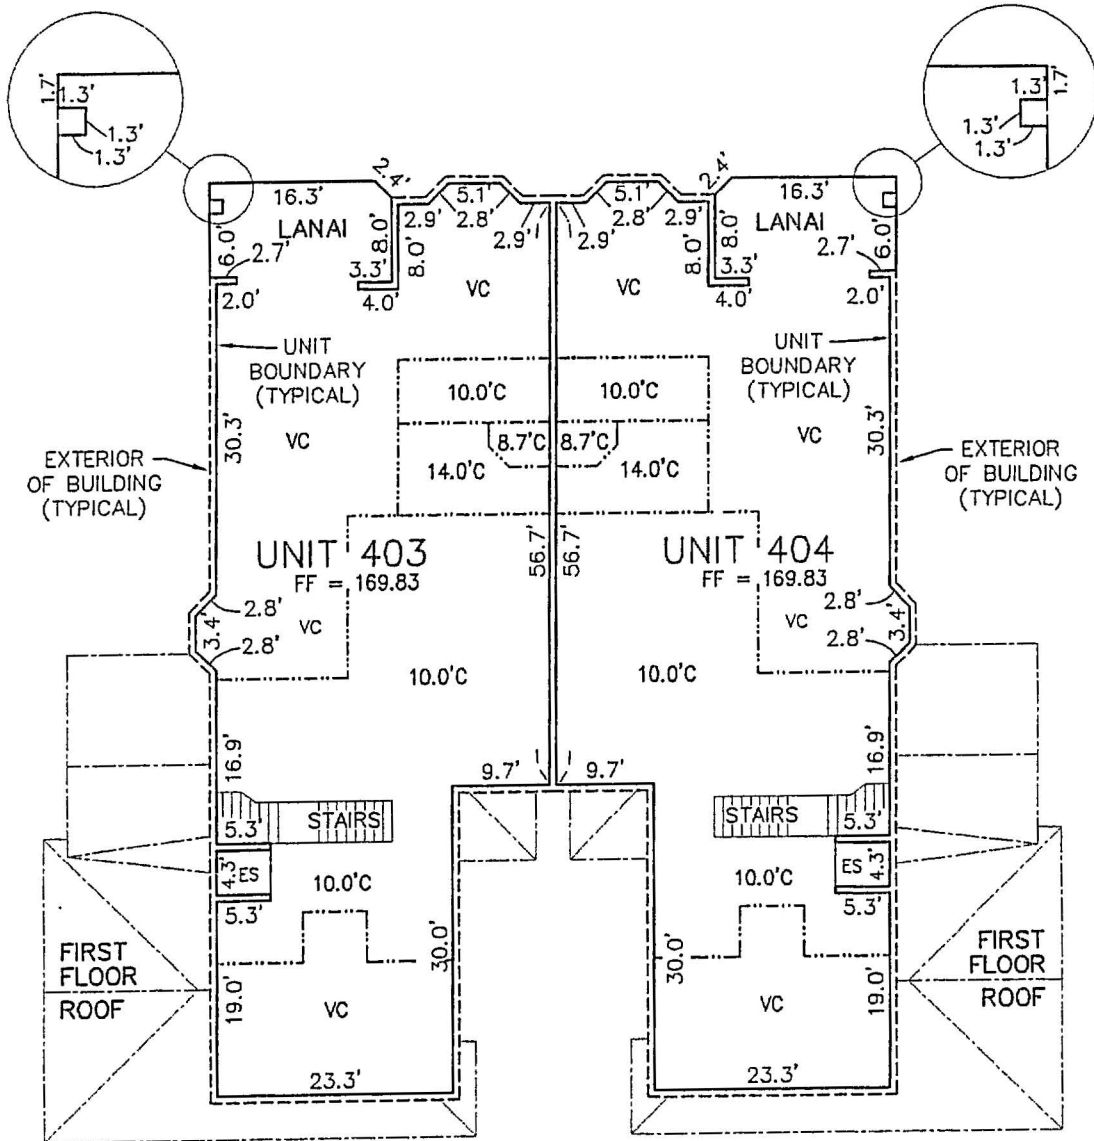 1.7'
1.3'
1.3'
1.3'
1.3'
1.7'
1.3'
1.3'
16.3'
2.4'
5.1'
5.1'
2.4'
16.3'
LANAI
2.9'
2.8'
2.9'
2.9'
2.8'
2.9'
LANAI
6.0'
2.7'
8.0'
8.0'
8.0'
8.0'
2.7'
6.0'
2.0'
3.3'
4.0'
VC
VC
3.3'
4.0'
2.0'
UNIT
BOUNDARY
(TYPICAL)
UNIT
BOUNDARY
(TYPICAL)
10.0'C
10.0'C
30.3'
VC
8.7'C
8.7'C
VC
30.3'
14.0'C
14.0'C
EXTERIOR
OF BUILDING
(TYPICAL)
EXTERIOR
OF BUILDING
(TYPICAL)
UNIT 403
FF = 169.83
56.7'
56.7'
UNIT 404
FF = 169.83
2.8'
3.4'
2.8'
VC
VC
2.8'
3.4'
2.8'
10.0'C
10.0'C
16.9'
9.7'
9.7'
16.9'
STAIRS
STAIRS
5.3'
4.3'
ES
5.3'
10.0'C
10.0'C
5.3'
ES
4.3'
5.3'
FIRST
FLOOR
ROOF
19.0'
VC
30.0'
30.0'
VC
19.0'
FIRST
FLOOR
ROOF
23.3'
23.3'